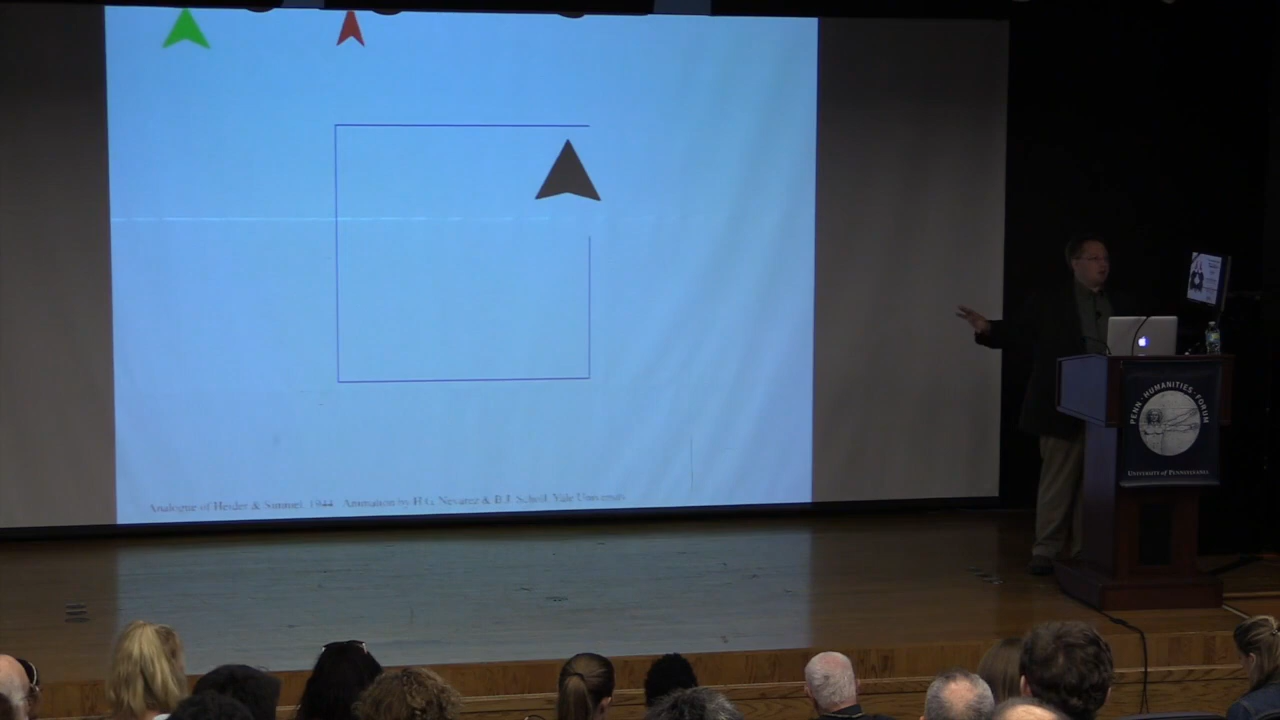 Analogue of Heider & Simmel, 1944 Animation by H.G. Nevarez & B.J. Scholl, Yale University
PENN · HUMANITIES · FORUM
UNIVERSITY of PENNSYLVANIA